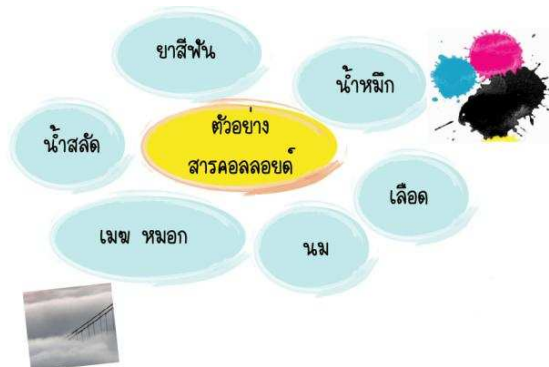 ยาสีฟัน
น้ำหมึก
ตัวอย่าง
สารคอลลอยด์
น้ำสลัด
เลือด
เมฆ หมอก
นม